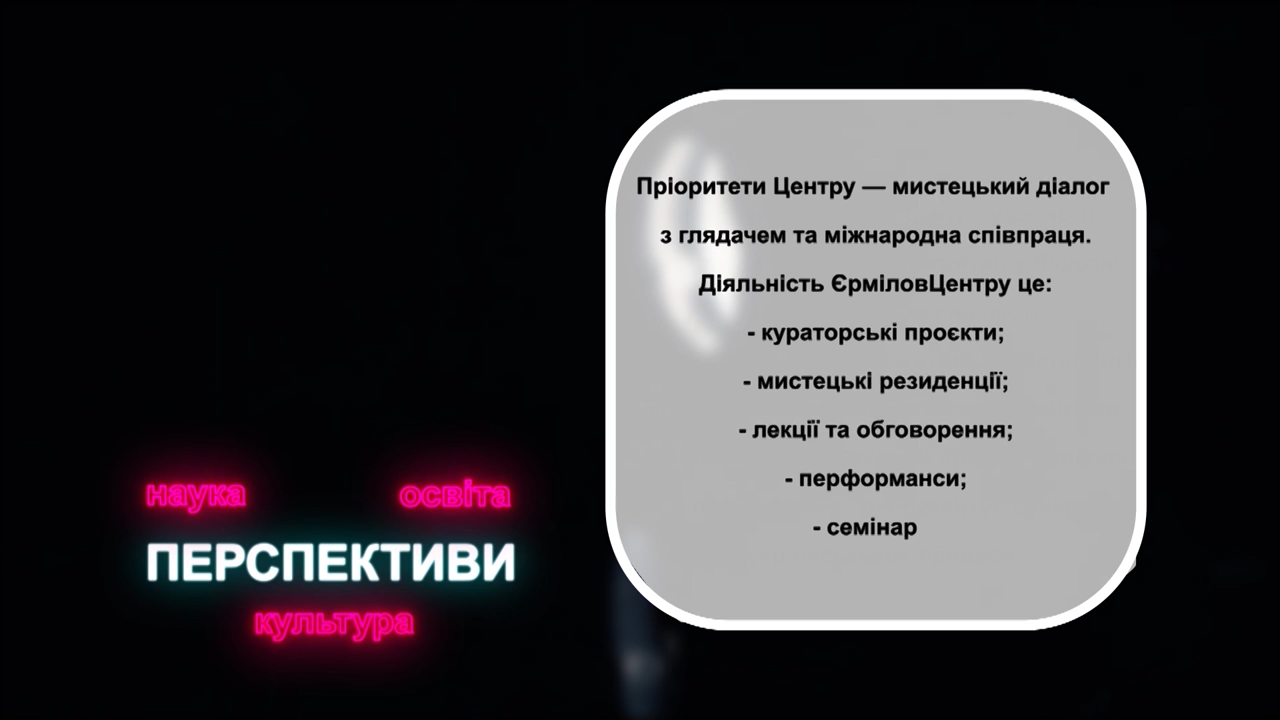 Пріоритети Центру — мистецький діалог
з глядачем та міжнародна співпраця.
Діяльність ЄрміловЦентру це:
- кураторські проєкти;
- мистецькі резиденції;
- лекції та обговорення;
- перформанси;
- семінар
наука освіта
ПЕРСПЕКТИВИ
культура